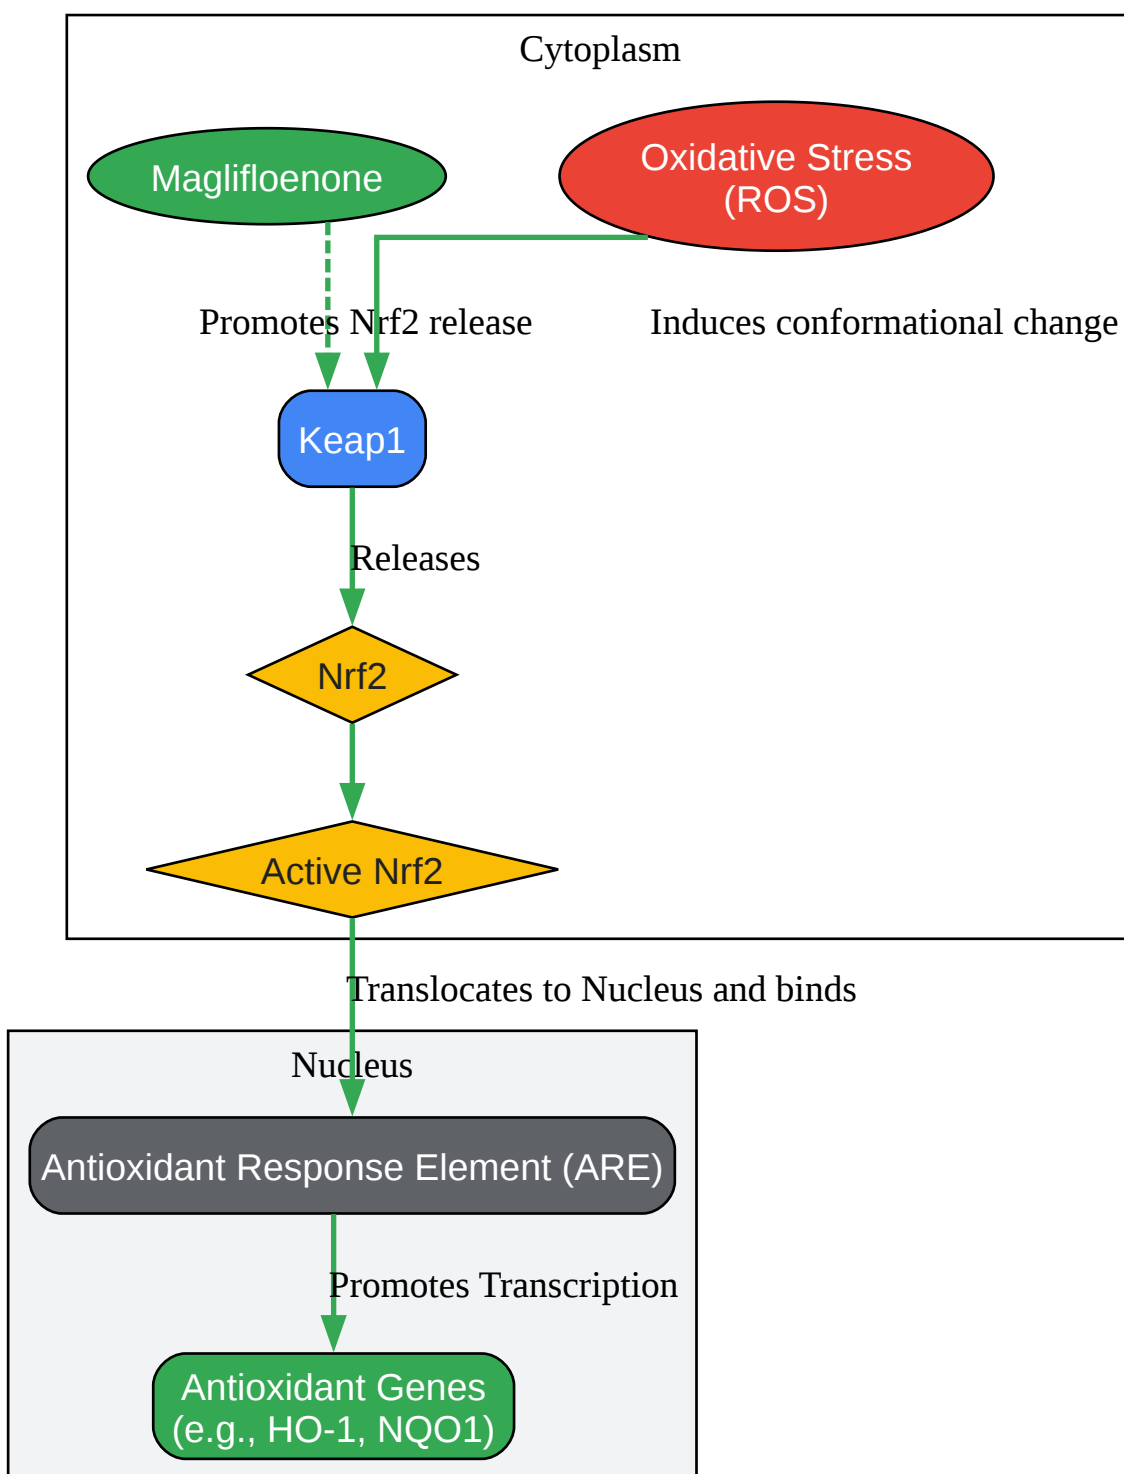 Cytoplasm
Maglifloenone
Oxidative Stress
(ROS)
Promotes Nrf2 release
Induces conformational change
Keap1
Releases
Nrf2
Active Nrf2
Translocates to Nucleus and binds
Nucleus
Antioxidant Response Element (ARE)
Promotes Transcription
Antioxidant Genes
(e.g., HO-1, NQO1)